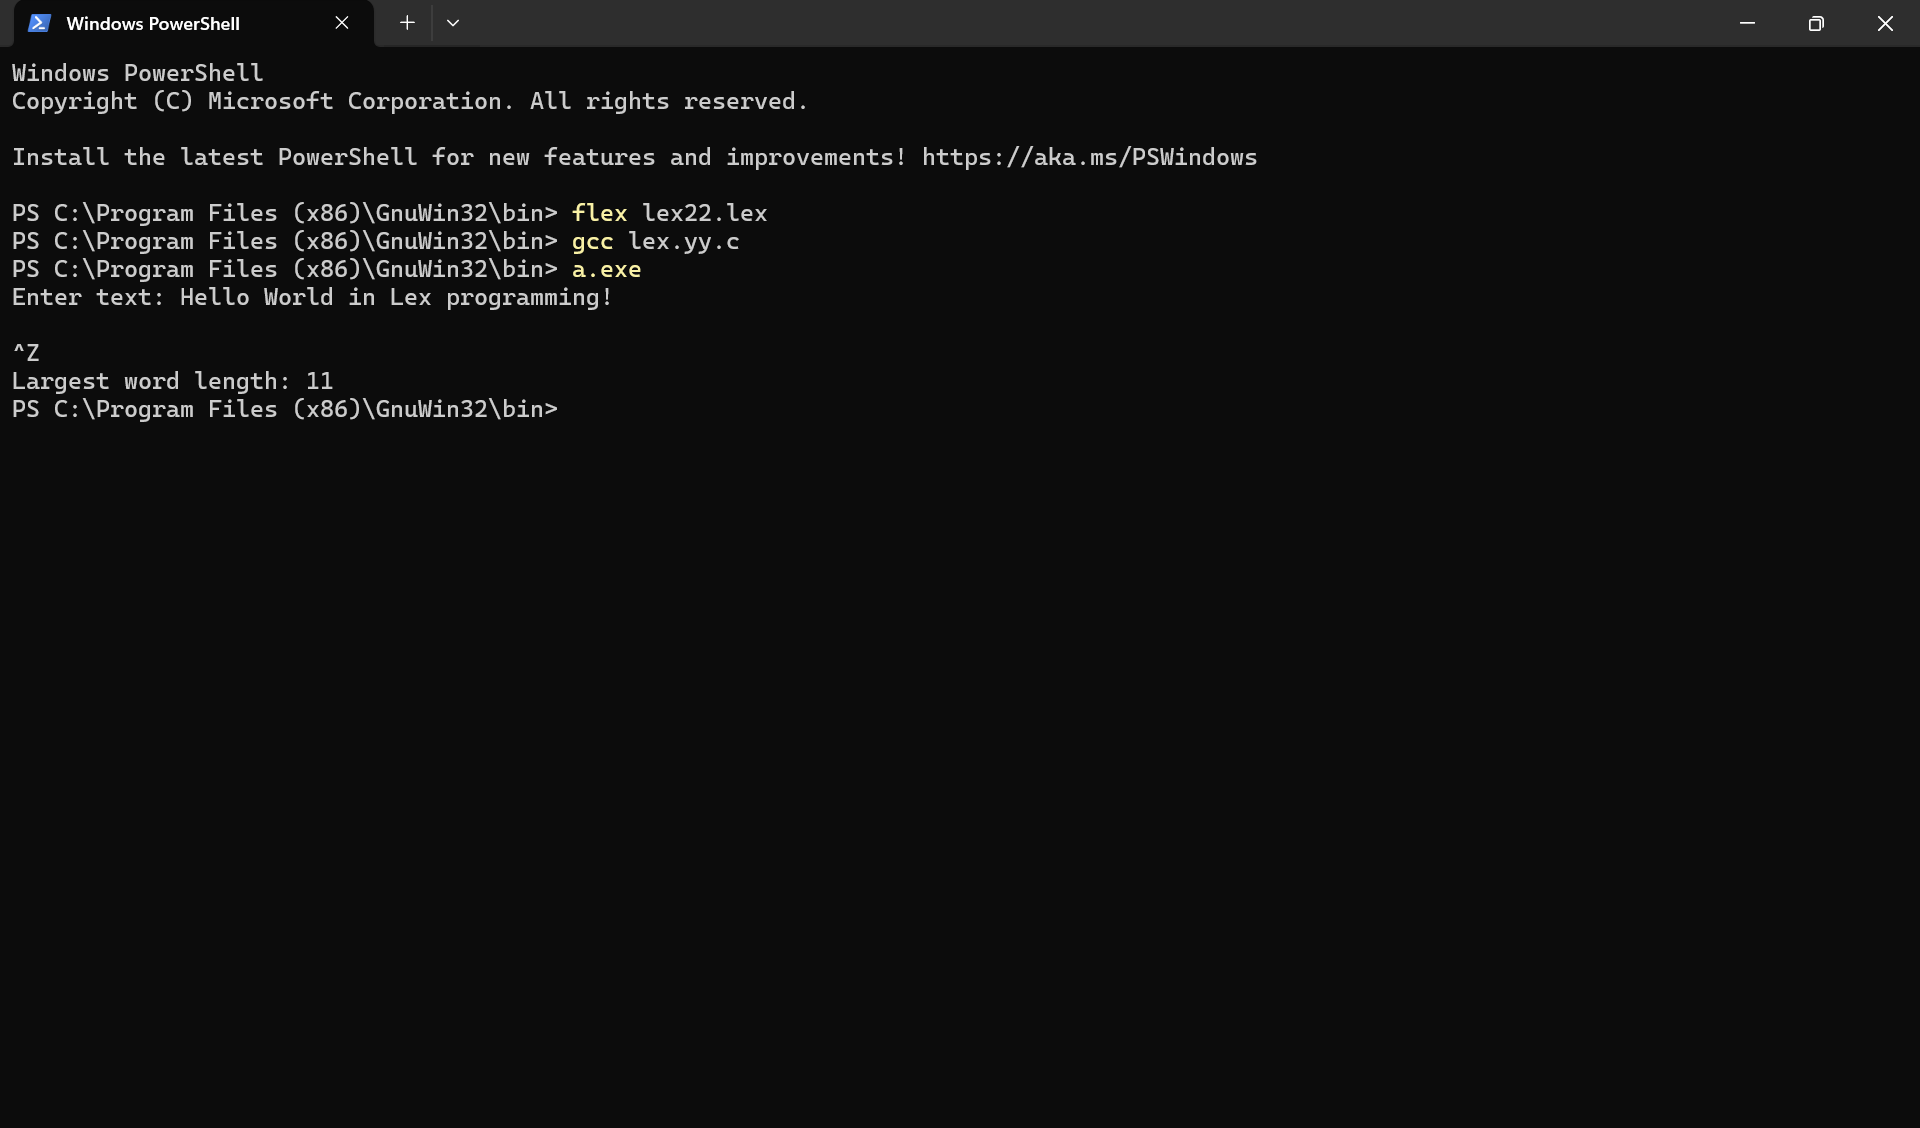 Windows PowerShell
Windows PowerShell
Copyright (C) Microsoft Corporation. All rights reserved.
Install the latest PowerShell for new features and improvements! https://aka.ms/PSWindows
PS C:\Program Files (x86)\GnuWin32\bin> flex lex22.lex
PS C:\Program Files (x86)\GnuWin32\bin> gcc lex.yy.c
PS C:\Program Files (x86)\GnuWin32\bin> a.exe
Enter text: Hello World in Lex programming!
^Z
Largest word length: 11
PS C:\Program Files (x86)\GnuWin32\bin>